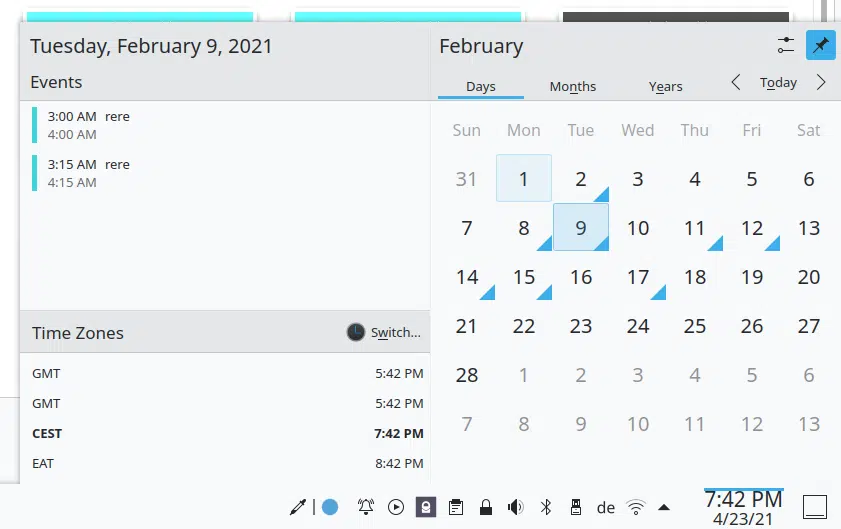 Tuesday, February 9, 2021
Events
3:00 AM rere
4:00 AM
3:15 AM rere
4:15 AM
Time Zones
Switch...
GMT 5:42 PM
GMT 5:42 PM
CEST 7:42 PM
EAT 8:42 PM
February
Days Months Years Today
Sun Mon Tue Wed Thu Fri Sat
31 1 2 3 4 5 6
7 8 9 10 11 12 13
14 15 16 17 18 19 20
21 22 23 24 25 26 27
28 1 2 3 4 5 6
7 8 9 10 11 12 13
de
7:42 PM
4/23/21